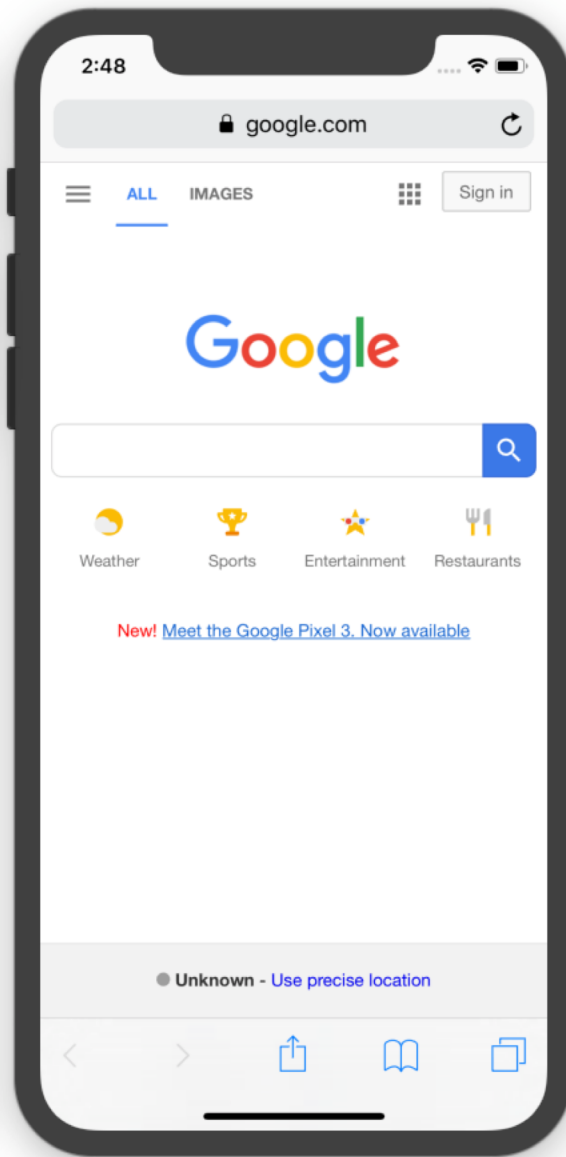 2:48
google.com
ALL IMAGES Sign in
Google
Weather Sports Entertainment Restaurants
New! Meet the Google Pixel 3. Now available
Unknown - Use precise location